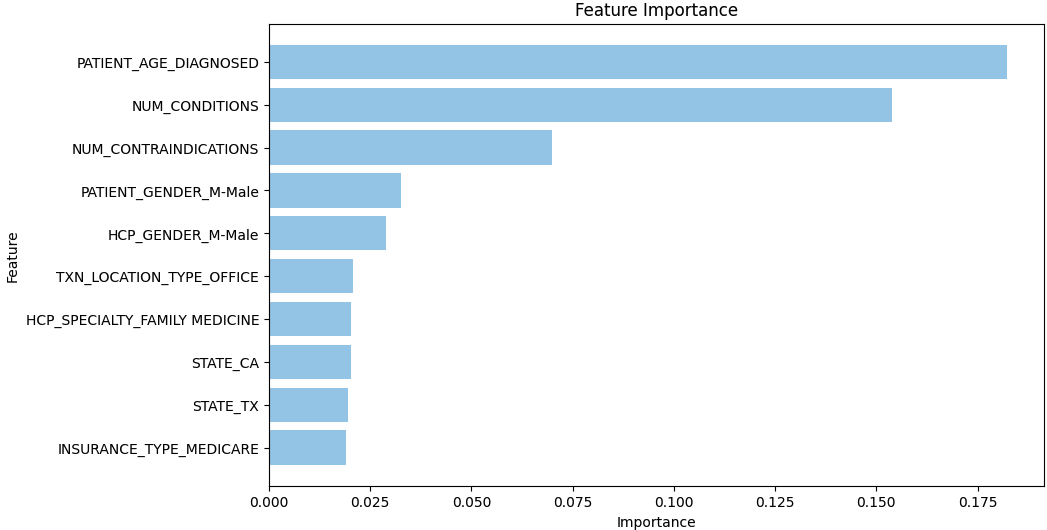 Feature Importance
PATIENT_AGE_DIAGNOSED
NUM_CONDITIONS
NUM_CONTRAINDICATIONS
PATIENT_GENDER_M-Male
HCP_GENDER_M-Male
TXN_LOCATION_TYPE_OFFICE
HCP_SPECIALTY_FAMILY MEDICINE
STATE_CA
STATE_TX
INSURANCE_TYPE_MEDICARE
Feature
0.000 0.025 0.050 0.075 0.100 0.125 0.150 0.175
Importance